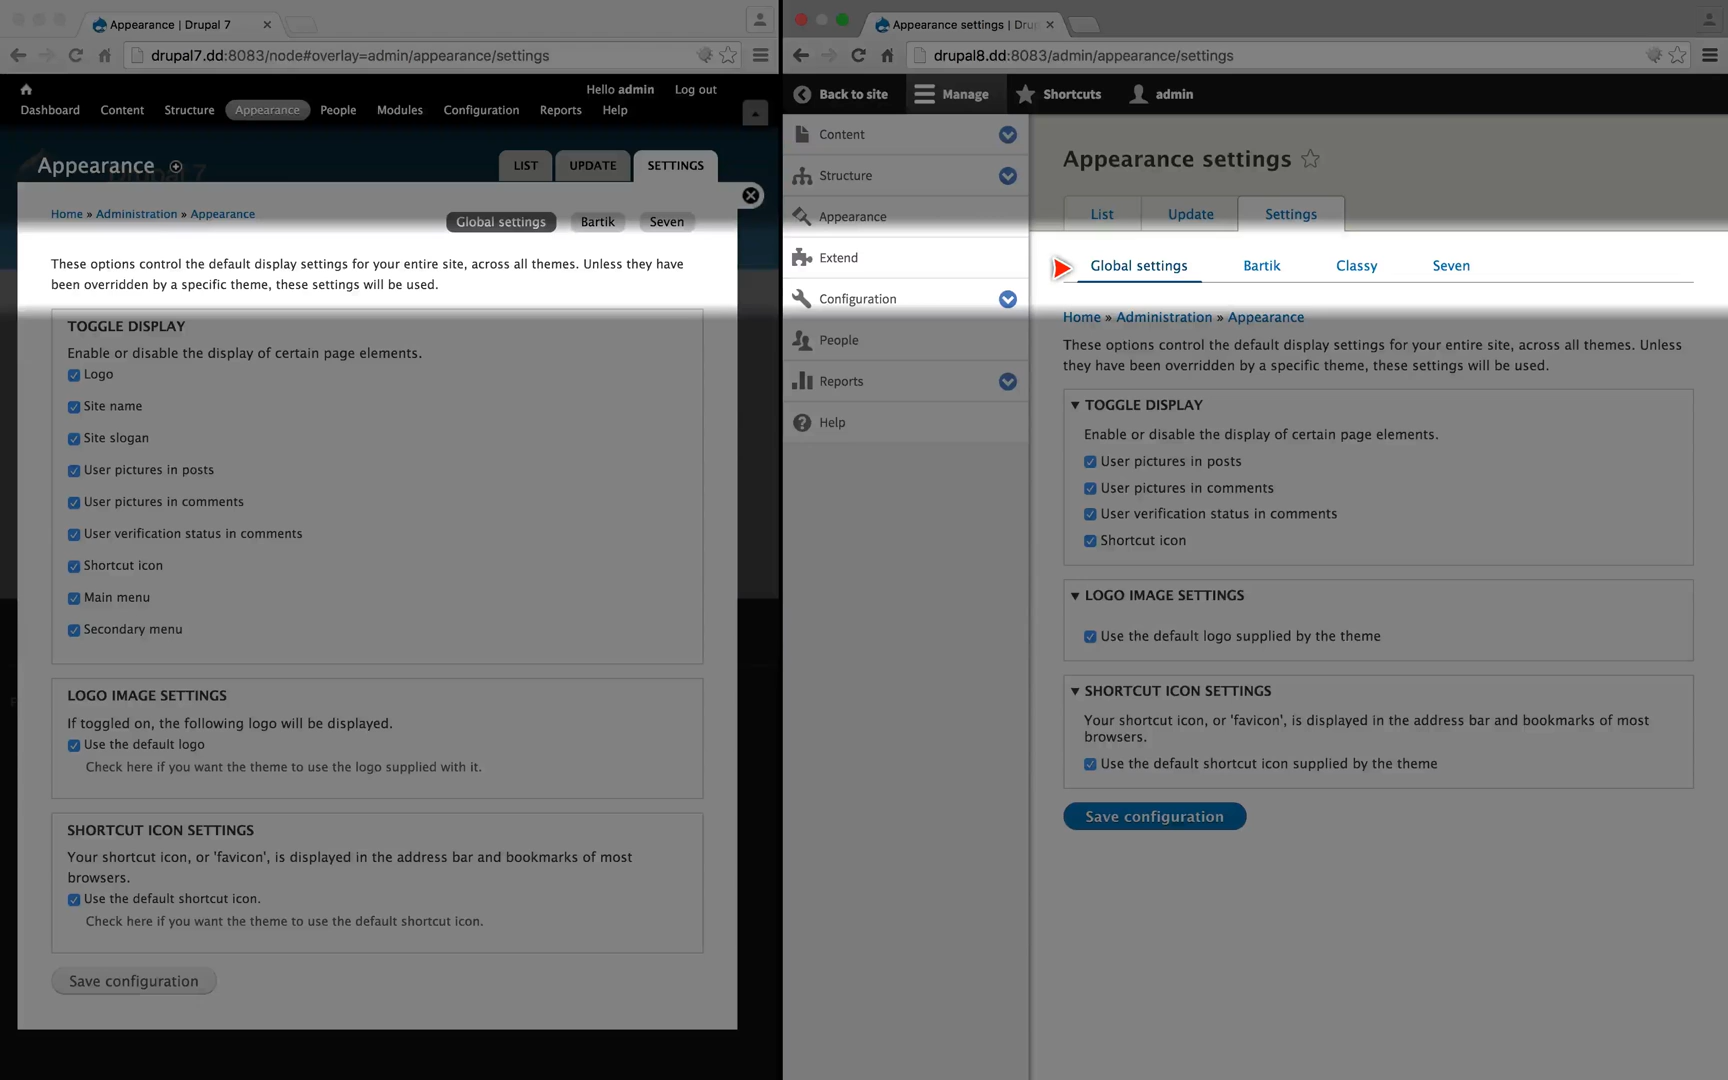 Appearance | Drupal 7
drupal7.dd:8083/node#overlay=admin/appearance/settings
Hello admin Log out
Dashboard Content Structure Appearance People Modules Configuration Reports Help
Appearance
LIST UPDATE SETTINGS
Home » Administration » Appearance
Global settings Bartik Seven
These options control the default display settings for your entire site, across all themes. Unless they have
been overridden by a specific theme, these settings will be used.
TOGGLE DISPLAY
Enable or disable the display of certain page elements.
Logo
Site name
Site slogan
User pictures in posts
User pictures in comments
User verification status in comments
Shortcut icon
Main menu
Secondary menu
LOGO IMAGE SETTINGS
If toggled on, the following logo will be displayed.
Use the default logo
Check here if you want the theme to use the logo supplied with it.
SHORTCUT ICON SETTINGS
Your shortcut icon, or 'favicon', is displayed in the address bar and bookmarks of most
browsers.
Use the default shortcut icon.
Check here if you want the theme to use the default shortcut icon.
Save configuration
Appearance settings | Dru
drupal8.dd:8083/admin/appearance/settings
Back to site Manage Shortcuts admin
Content
Structure
Appearance
Extend
Configuration
People
Reports
Help
Appearance settings
List Update Settings
Global settings Bartik Classy Seven
Home » Administration » Appearance
These options control the default display settings for your entire site, across all themes. Unless
they have been overridden by a specific theme, these settings will be used.
TOGGLE DISPLAY
Enable or disable the display of certain page elements.
User pictures in posts
User pictures in comments
User verification status in comments
Shortcut icon
LOGO IMAGE SETTINGS
Use the default logo supplied by the theme
SHORTCUT ICON SETTINGS
Your shortcut icon, or 'favicon', is displayed in the address bar and bookmarks of most
browsers.
Use the default shortcut icon supplied by the theme
Save configuration